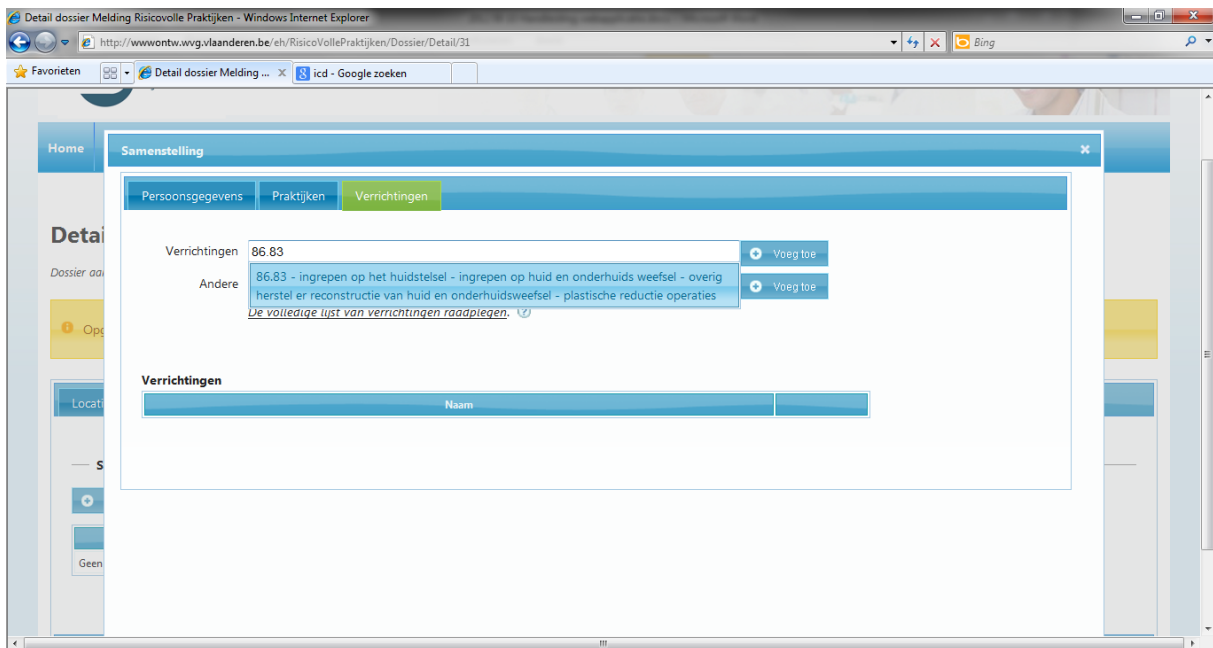 Detail dossier Melding Risicovolle Praktijken - Windows Internet Explorer
http://wwwontw.wvg.vlaanderen.be/eh/RisicoVollePraktijken/Dossier/Detail/31
Bing
Favorieten
Detail dossier Melding ...
icd - Google zoeken
Home
Samenstelling
Persoonsgegevens
Praktijken
Verrichtingen
Detai
Verrichtingen
86.83
Voeg toe
Dossier aa
Andere
86.83 - ingrepen op het huidstelsel - ingrepen op huid en onderhuids weefsel - overig
herstel er reconstructie van huid en onderhuidsweefsel - plastische reductie operaties
Voeg toe
De volledige lijst van verrichtingen raadplegen.
Opg
Verrichtingen
Locati
Naam
S
Geen